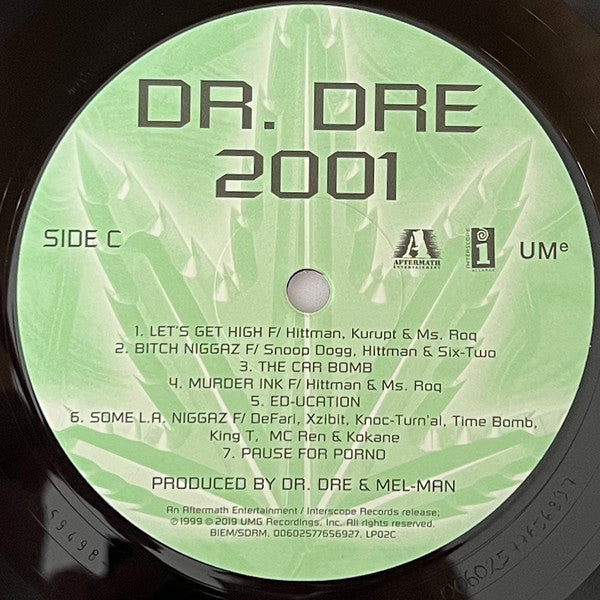 DR. DRE
2001
SIDE C
A
AFTERMATH
ENTERTAINMENT
INTERSCOPE
i
RECORDS
UMe
1. LET'S GET HIGH F/ Hittman, Kurupt & Ms. Roq
2. BITCH NIGGAZ F/ Snoop Dogg, Hittman & Six-Two
3. THE CAR BOMB
4. MURDER INK F/ Hittman & Ms. Roq
5. ED-UCATION
6. SOME L.A. NIGGAZ F/ DeFari, Xzibit, Knoc-Turn'al, Time Bomb,
King T, MC Ren & Kokane
7. PAUSE FOR PORNO
PRODUCED BY DR. DRE & MEL-MAN
An Aftermath Entertainment / Interscope Records release;
℗1999 © 2019 UMG Recordings, Inc. All rights reserved.
BIEM/SDRM, 00602577656927, LP02C